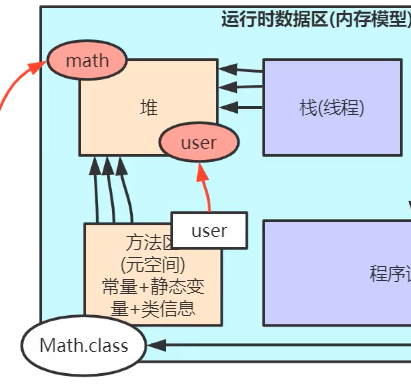 运行时数据区(内存模型)
math
堆
栈(线程)
user
user
方法区
(元空间)
常量+静态变
量+类信息
程序
Math.class